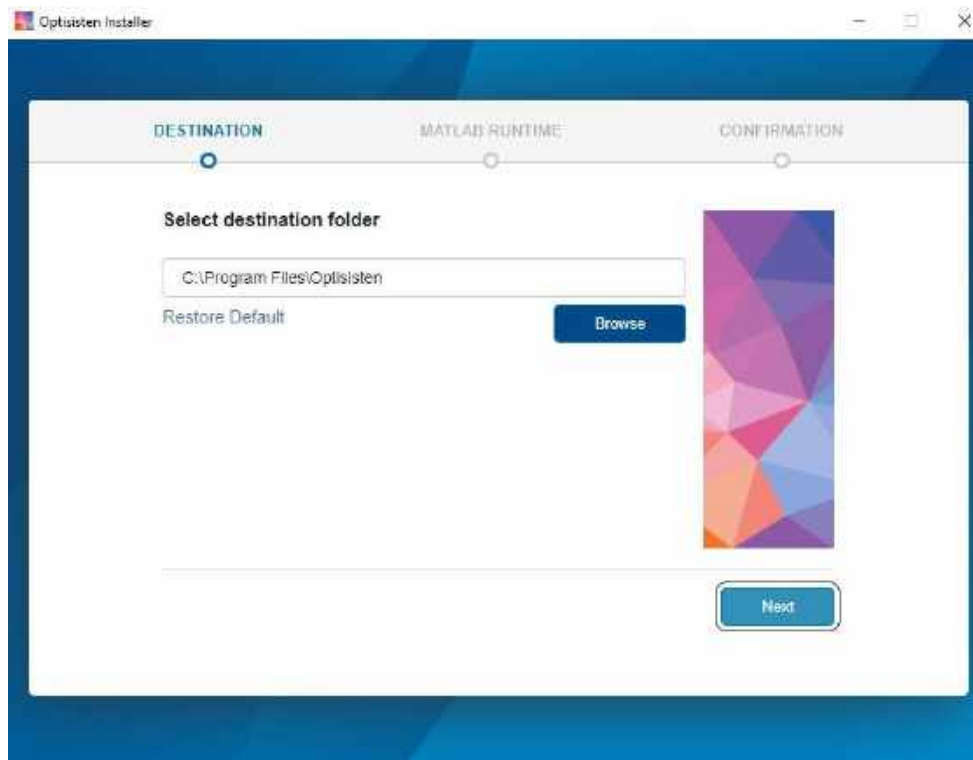 Optisisten Installer
DESTINATION
MATLAB RUNTIME
CONFIRMATION
Select destination folder
C:\Program Files\Optisisten
Restore Default
Browse
Next